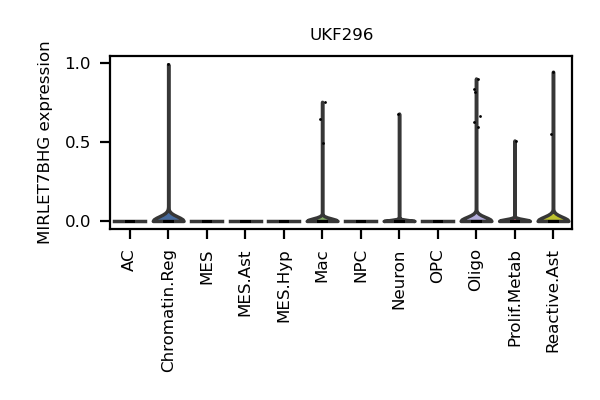 UKF296
MIRLET7BHG expression
1.0
0.5
0.0
AC
Chromatin.Reg
MES
MES.Ast
MES.Hyp
Mac
NPC
Neuron
OPC
Oligo
Prolif.Metab
Reactive.Ast